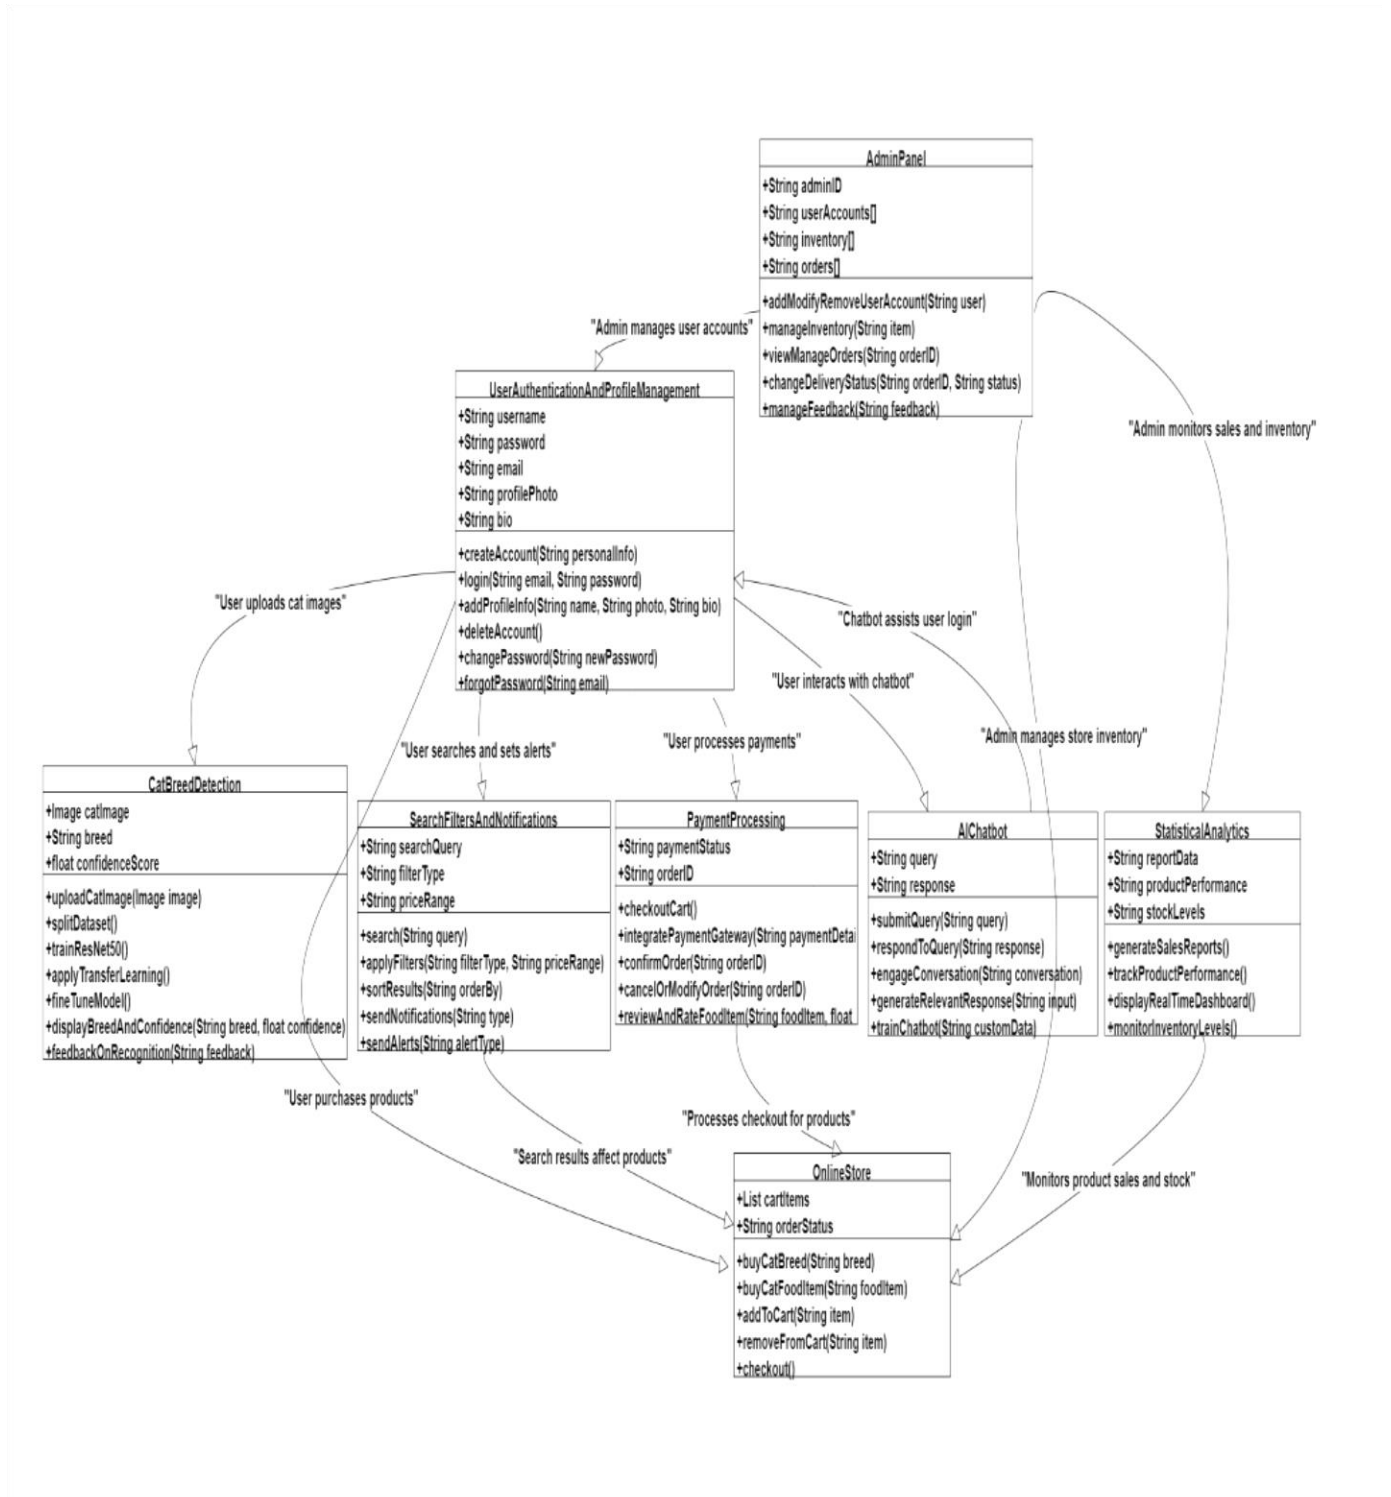 AdminPanel
+String adminID
+String userAccounts[]
+String inventory[]
+String orders[]
+addModifyRemoveUserAccount(String user)
+manageInventory(String item)
+viewManageOrders(String orderID)
+changeDeliveryStatus(String orderID, String status)
+manageFeedback(String feedback)
"Admin manages user accounts"
"Admin monitors sales and inventory"
UserAuthenticationAndProfileManagement
+String username
+String password
+String email
+String profilePhoto
+String bio
+createAccount(String personalInfo)
+login(String email, String password)
+addProfileInfo(String name, String photo, String bio)
+deleteAccount()
+changePassword(String newPassword)
+forgotPassword(String email)
"User uploads cat images"
"Chatbot assists user login"
"User interacts with chatbot"
"User searches and sets alerts"
"User processes payments"
"Admin manages store inventory"
CatBreedDetection
+Image catImage
+String breed
+float confidenceScore
+uploadCatImage(Image image)
+splitDataset()
+trainResNet50()
+applyTransferLearning()
+fineTuneModel()
+displayBreedAndConfidence(String breed, float confidence)
+feedbackOnRecognition(String feedback)
SearchFiltersAndNotifications
+String searchQuery
+String filterType
+String priceRange
+search(String query)
+applyFilters(String filterType, String priceRange)
+sortResults(String orderBy)
+sendNotifications(String type)
+sendAlerts(String alertType)
PaymentProcessing
+String paymentStatus
+String orderID
+checkoutCart()
+integratePaymentGateway(String paymentDetai
+confirmOrder(String orderID)
+cancelOrModifyOrder(String orderID)
+reviewAndRateFoodItem(String foodItem, float
AIChatbot
+String query
+String response
+submitQuery(String query)
+respondToQuery(String response)
+engageConversation(String conversation)
+generateRelevantResponse(String input)
+trainChatbot(String customData)
StatisticalAnalytics
+String reportData
+String productPerformance
+String stockLevels
+generateSalesReports()
+trackProductPerformance()
+displayRealTimeDashboard()
+monitorInventoryLevels()
"User purchases products"
"Processes checkout for products"
"Search results affect products"
"Monitors product sales and stock"
OnlineStore
+List cartItems
+String orderStatus
+buyCatBreed(String breed)
+buyCatFoodItem(String foodItem)
+addToCart(String item)
+removeFromCart(String item)
+checkout()